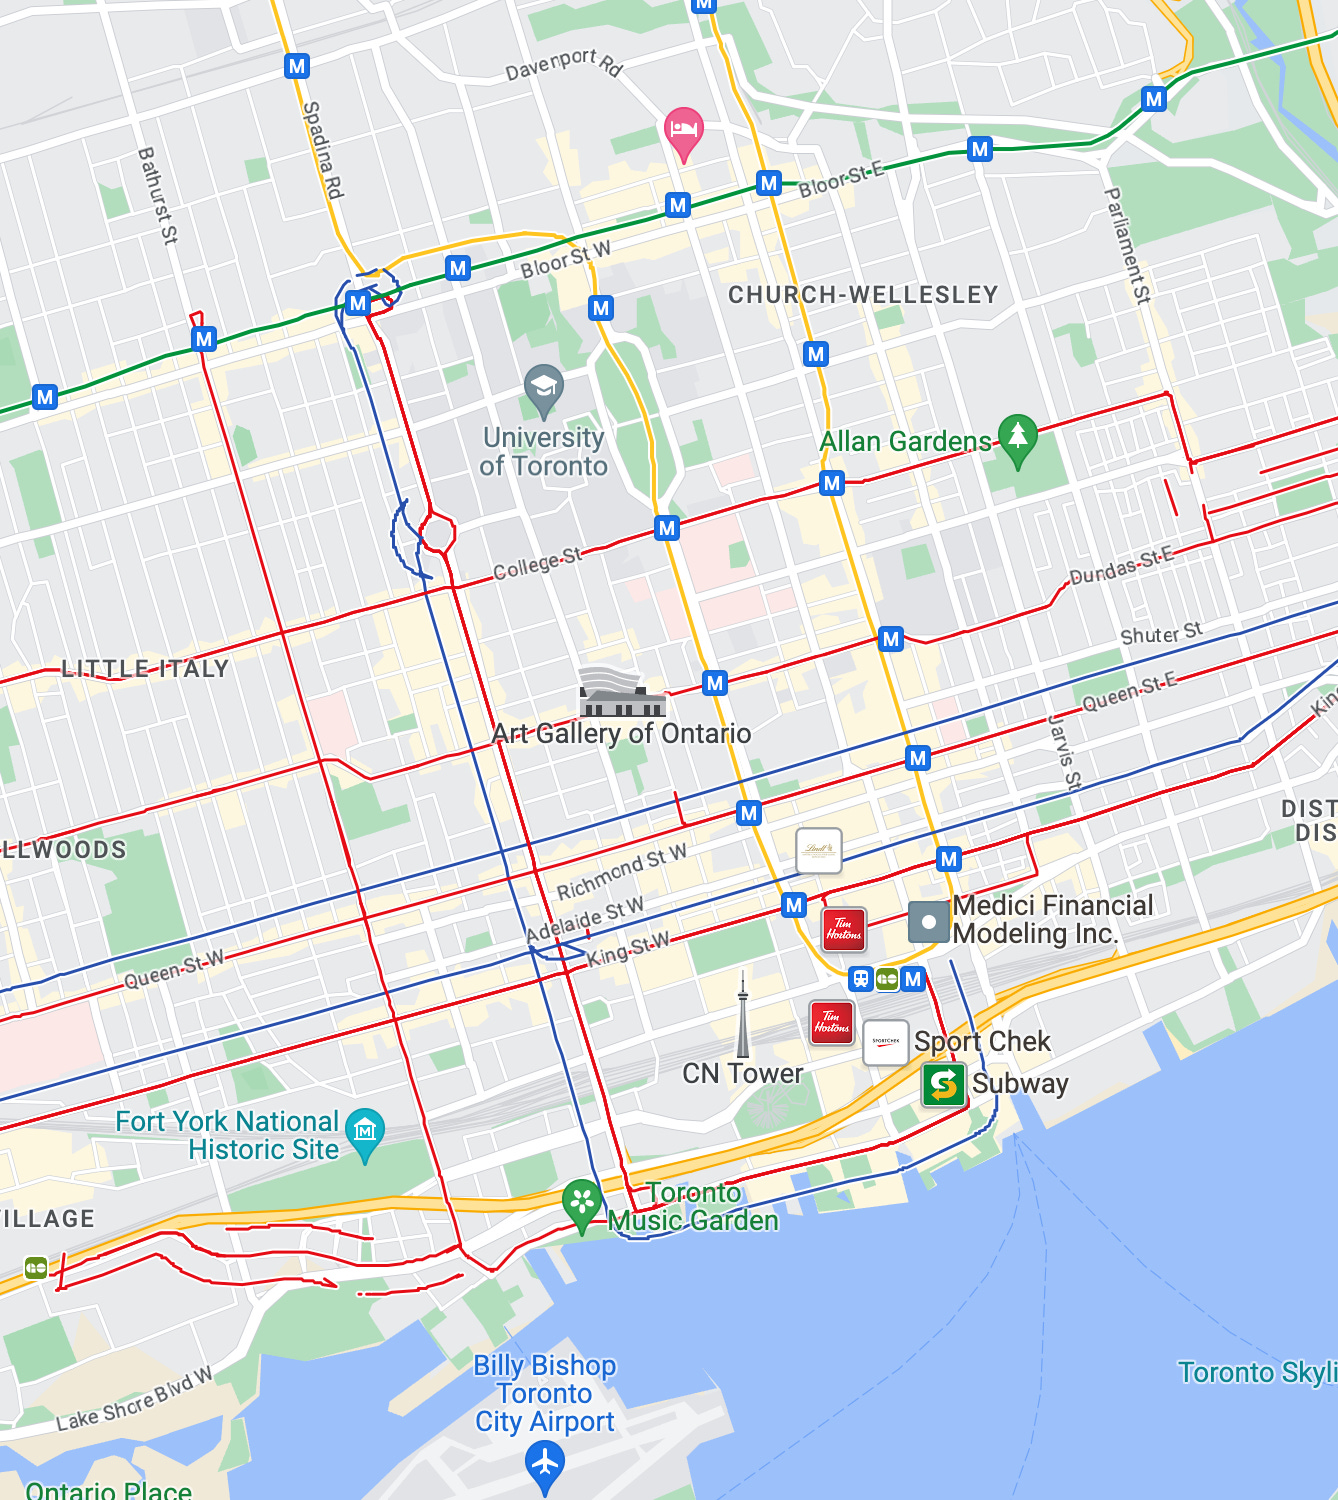 M
M
Davenport Rd
M
Spadina Rd
Bathurst St
M
M
Bloor St E
M
Parliament St
Bloor St W
M
CHURCH-WELLESLEY
M
M
M
M
M
University
of Toronto
Allan Gardens
M
M
College St
Dundas St E
Shuter St
M
LITTLE ITALY
M
Queen St E
Art Gallery of Ontario
Jarvis St
M
M
DIST
DIS
LLWOODS
Lindt
M
Richmond St W
M
Adelaide St W
Tim
Hortons
Medici Financial
Modeling Inc.
King St W
Queen St W
M
Tim
Hortons
SPORTCHEK
Sport Chek
CN Tower
Subway
Fort York National
Historic Site
Toronto
Music Garden
ILLAGE
Billy Bishop
Toronto
City Airport
Toronto Skyli
Lake Shore Blvd W
Ontario Place